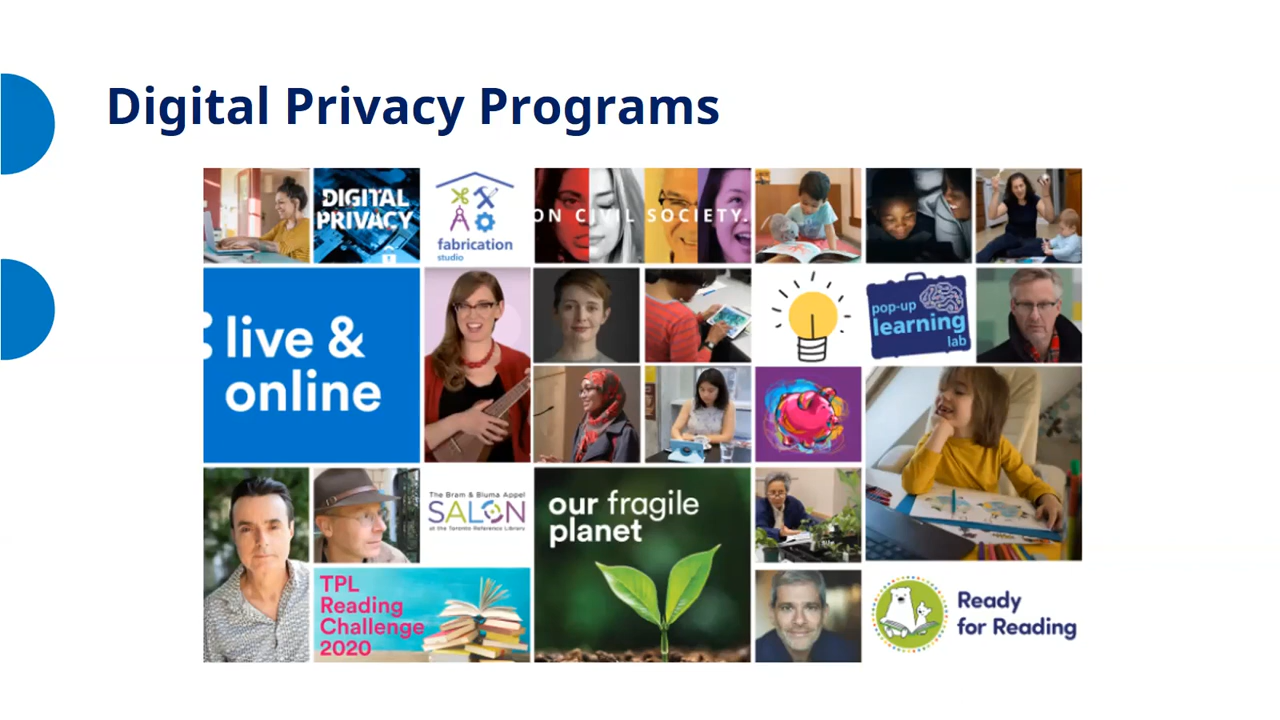 Digital Privacy Programs
DIGITAL
PRIVACY
fabrication
studio
ON CIVIL SOCIETY.
live &
online
pop-up
learning
lab
The Bram & Bluma Appel
SALON
at the Toronto Reference Library
our fragile
planet
TPL
Reading
Challenge
2020
Ready
for Reading